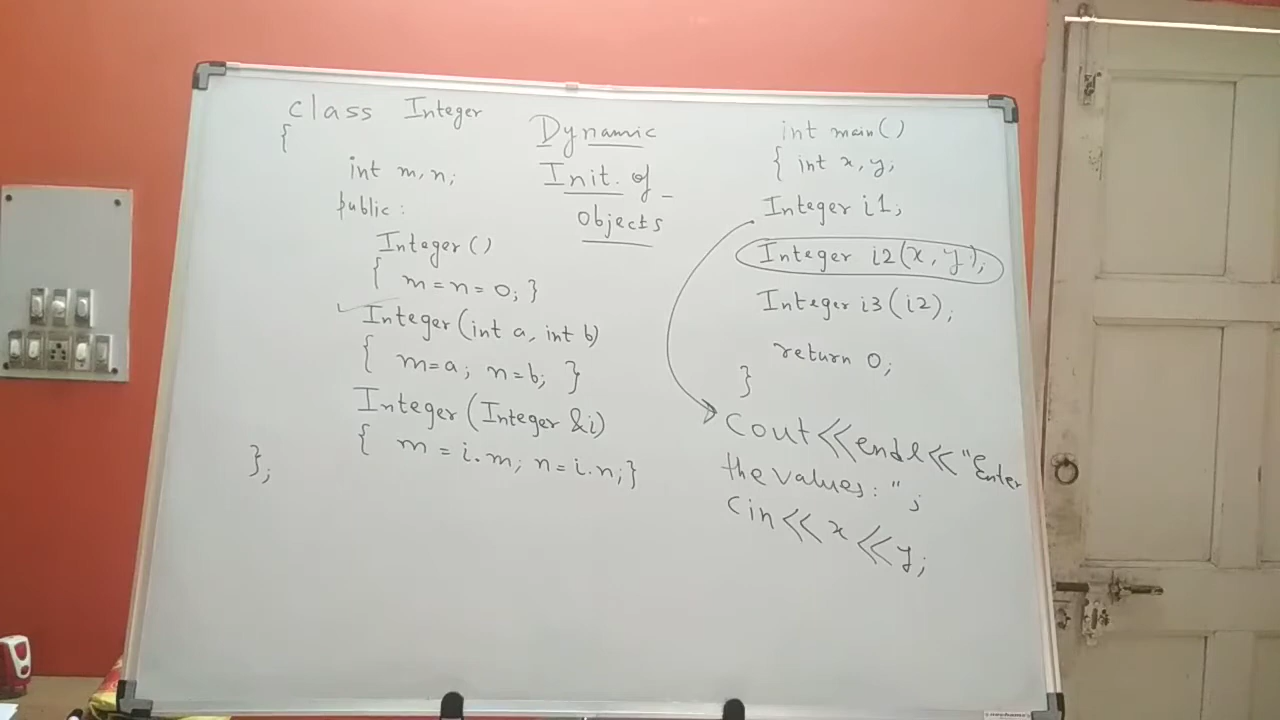 class Integer
{
int m, n;
public:
Integer()
{ m=n=0; }
Integer(int a, int b)
{ m=a; n=b; }
Integer(Integer &i)
{ m=i.m; n=i.n; }
};
Dynamic
Init. of
Objects
int main()
{ int x, y;
Integer i1;
Integer i2(x, y);
Integer i3(i2);
return 0;
}
Cout<<endl<<"Enter
the values: ";
Cin<<x<<y;